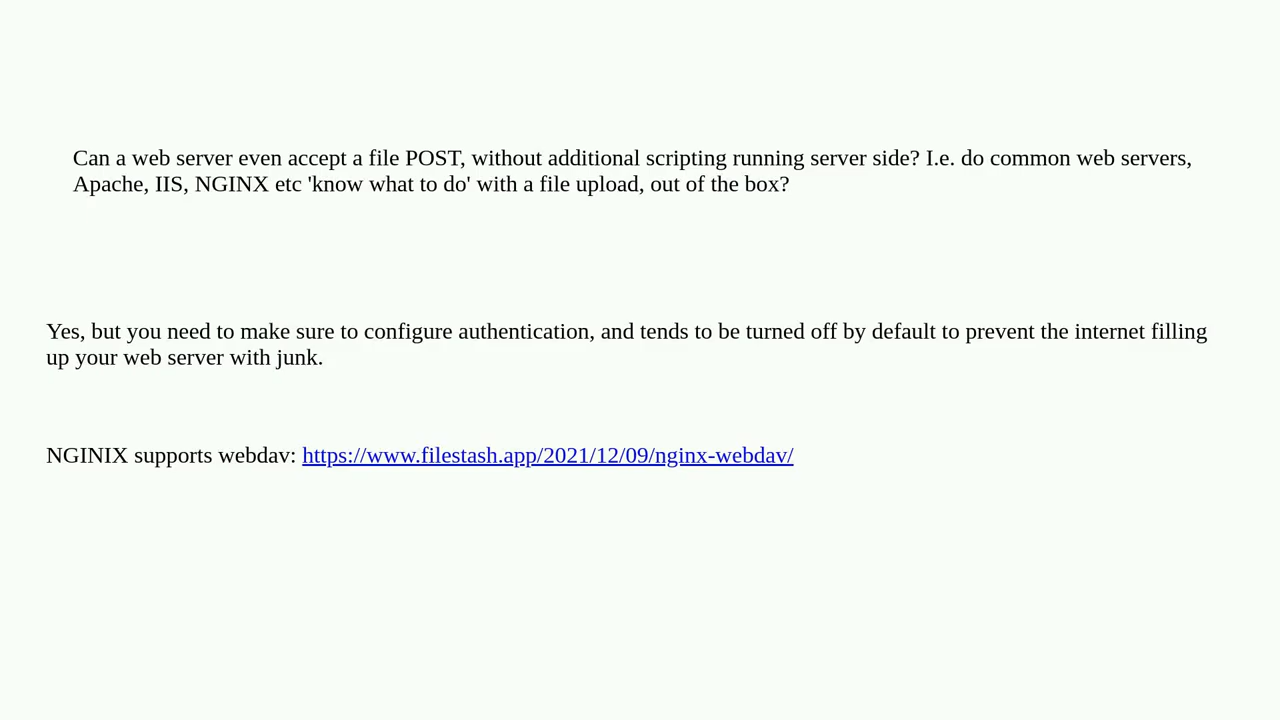 Can a web server even accept a file POST, without additional scripting running server side? I.e. do common web servers,
Apache, IIS, NGINX etc 'know what to do' with a file upload, out of the box?
Yes, but you need to make sure to configure authentication, and tends to be turned off by default to prevent the internet filling
up your web server with junk.
NGINIX supports webdav: https://www.filestash.app/2021/12/09/nginx-webdav/